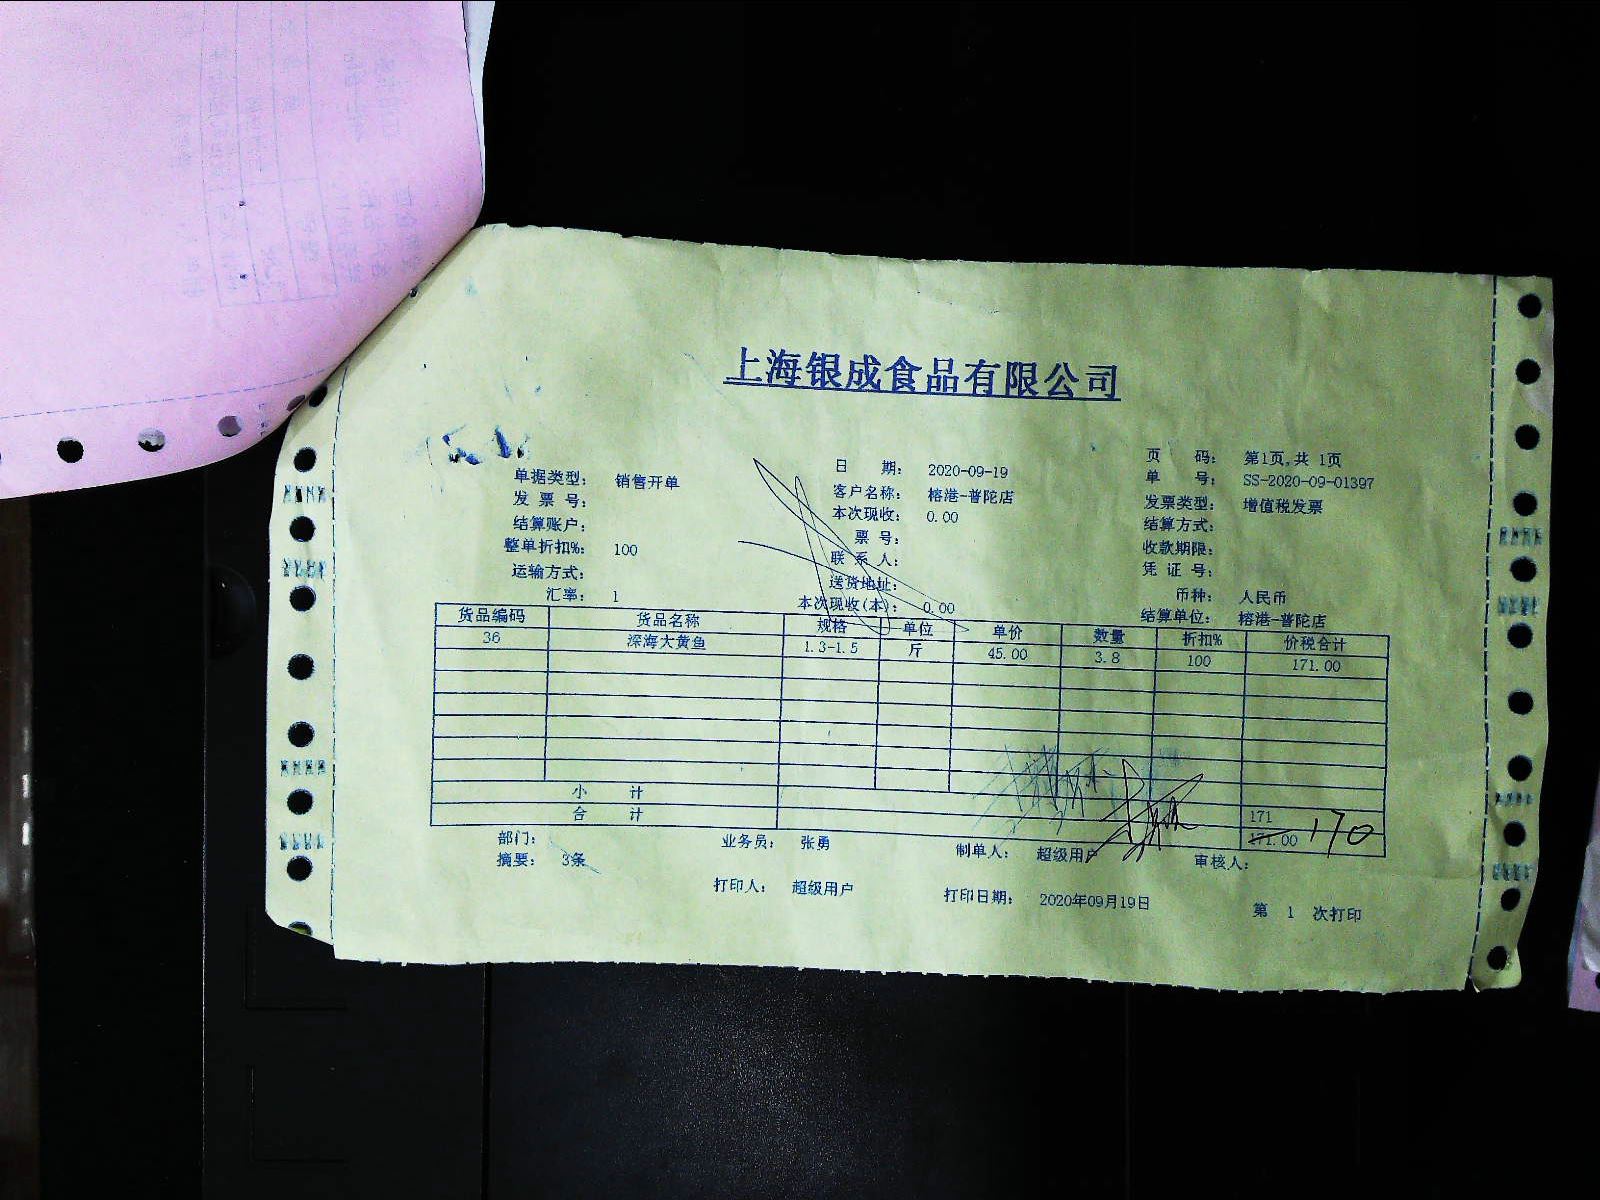 上海银成食品有限公司
单据类型： 销售开单 日 期： 2020-09-19 页 码： 第1页,共 1页
发 票 号： 客户名称： 榕港-普陀店 单 号： SS-2020-09-01397
结算账户： 本次现收： 0.00 发票类型： 增值税发票
整单折扣%： 100 票 号： 结算方式：
运输方式： 联 系 人： 收款期限：
汇率： 1 送货地址： 凭 证 号：
本次现收(本)： 0.00 币种： 人民币
结算单位： 榕港-普陀店
货品编码 货品名称 规格 单位 单价 数量 折扣% 价税合计
36 深海大黄鱼 1.3-1.5 斤 45.00 3.8 100 171.00
小 计 171
合 计 171.00 170
部门： 业务员： 张勇 制单人： 超级用户 审核人：
摘要： 3条
打印人： 超级用户 打印日期： 2020年09月19日 第 1 次打印